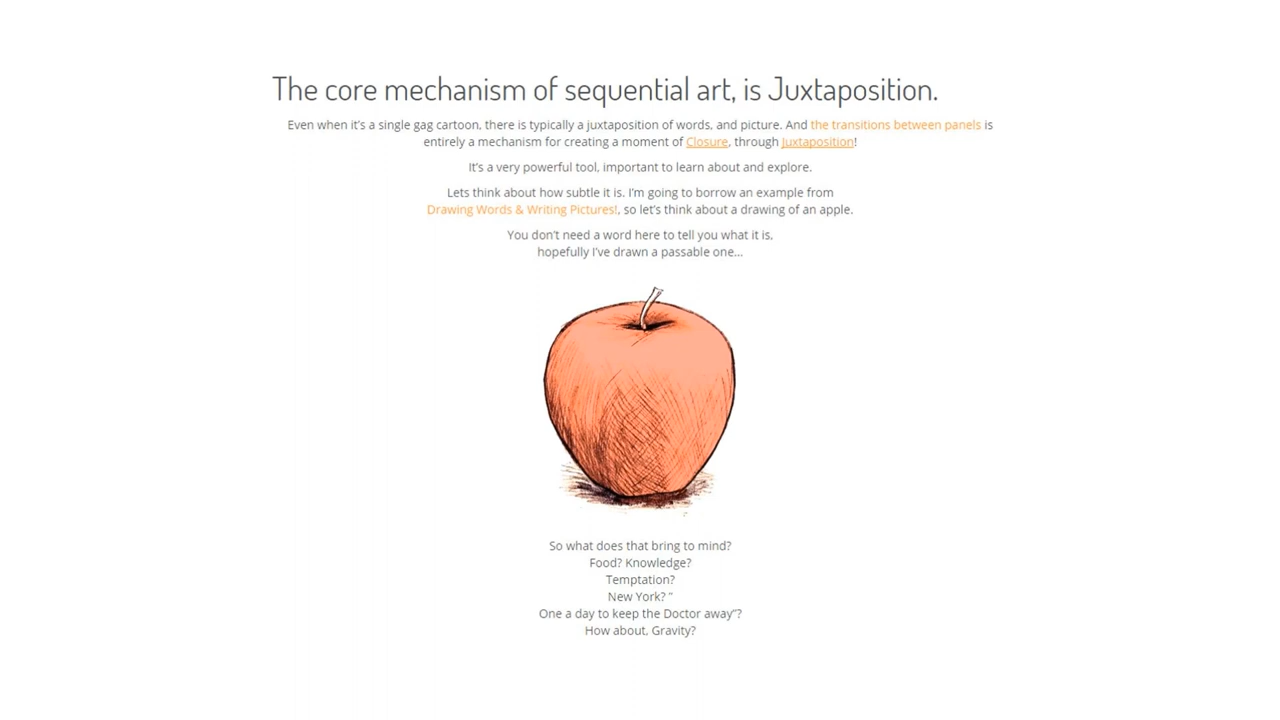 The core mechanism of sequential art, is Juxtaposition.
Even when it's a single gag cartoon, there is typically a juxtaposition of words, and picture. And the transitions between panels is
entirely a mechanism for creating a moment of Closure, through Juxtaposition!
It's a very powerful tool, important to learn about and explore.
Lets think about how subtle it is. I'm going to borrow an example from
Drawing Words & Writing Pictures!, so let's think about a drawing of an apple.
You don't need a word here to tell you what it is,
hopefully I've drawn a passable one...
So what does that bring to mind?
Food? Knowledge?
Temptation?
New York? "
One a day to keep the Doctor away"?
How about, Gravity?